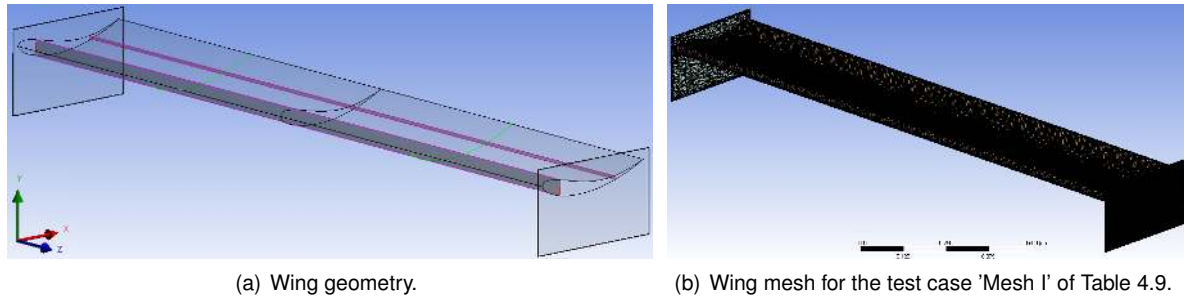 Y
X
Z
(a) Wing geometry.
(b) Wing mesh for the test case 'Mesh I' of Table 4.9.